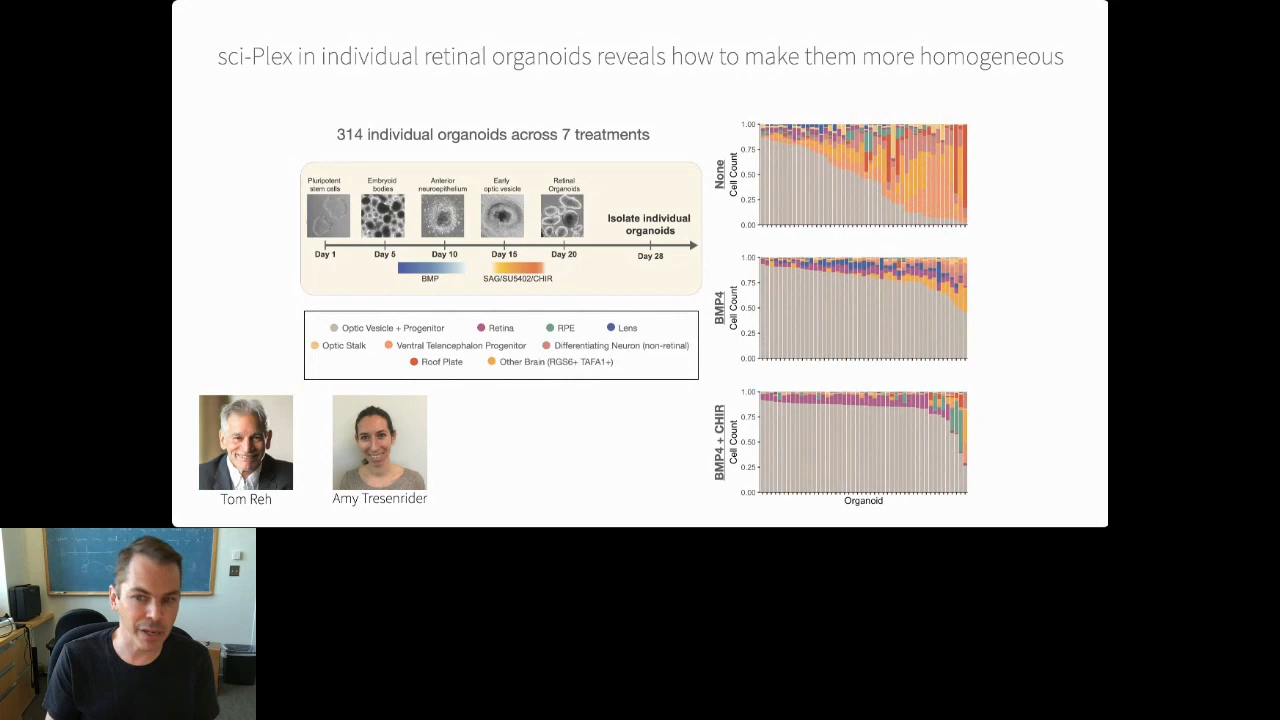 sci-Plex in individual retinal organoids reveals how to make them more homogeneous
314 individual organoids across 7 treatments
Pluripotent
stem cells
Embryoid
bodies
Anterior
neuroepithelium
Early
optic vesicle
Retinal
Organoids
Isolate individual
organoids
Day 1
Day 5
Day 10
Day 15
Day 20
Day 28
BMP
SAG/SU5402/CHIR
Optic Vesicle + Progenitor
Retina
RPE
Lens
Optic Stalk
Ventral Telencephalon Progenitor
Differentiating Neuron (non-retinal)
Roof Plate
Other Brain (RGS6+ TAFA1+)
Tom Reh
Amy Tresenrider
None
Cell Count
1.00
0.75
0.50
0.25
0.00
BMP4
Cell Count
1.00
0.75
0.50
0.25
0.00
BMP4 + CHIR
Cell Count
1.00
0.75
0.50
0.25
0.00
Organoid